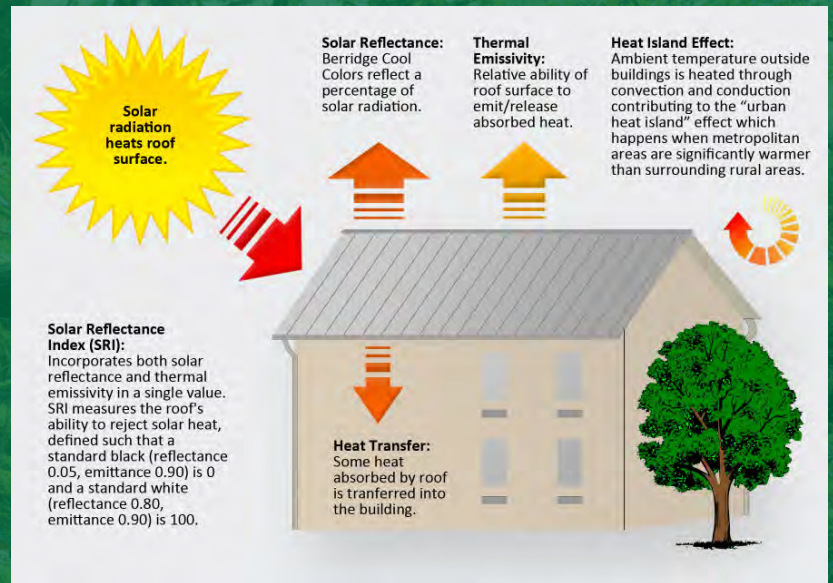 Solar
radiation
heats roof
surface.
Solar Reflectance:
Berridge Cool
Colors reflect a
percentage of
solar radiation.
Thermal
Emissivity:
Relative ability of
roof surface to
emit/release
absorbed heat.
Heat Island Effect:
Ambient temperature outside
buildings is heated through
convection and conduction
contributing to the “urban
heat island” effect which
happens when metropolitan
areas are significantly warmer
than surrounding rural areas.
Solar Reflectance
Index (SRI):
Incorporates both solar
reflectance and thermal
emissivity in a single value.
SRI measures the roof's
ability to reject solar heat,
defined such that a
standard black (reflectance
0.05, emittance 0.90) is 0
and a standard white
(reflectance 0.80,
emittance 0.90) is 100.
Heat Transfer:
Some heat
absorbed by roof
is tranferred into
the building.